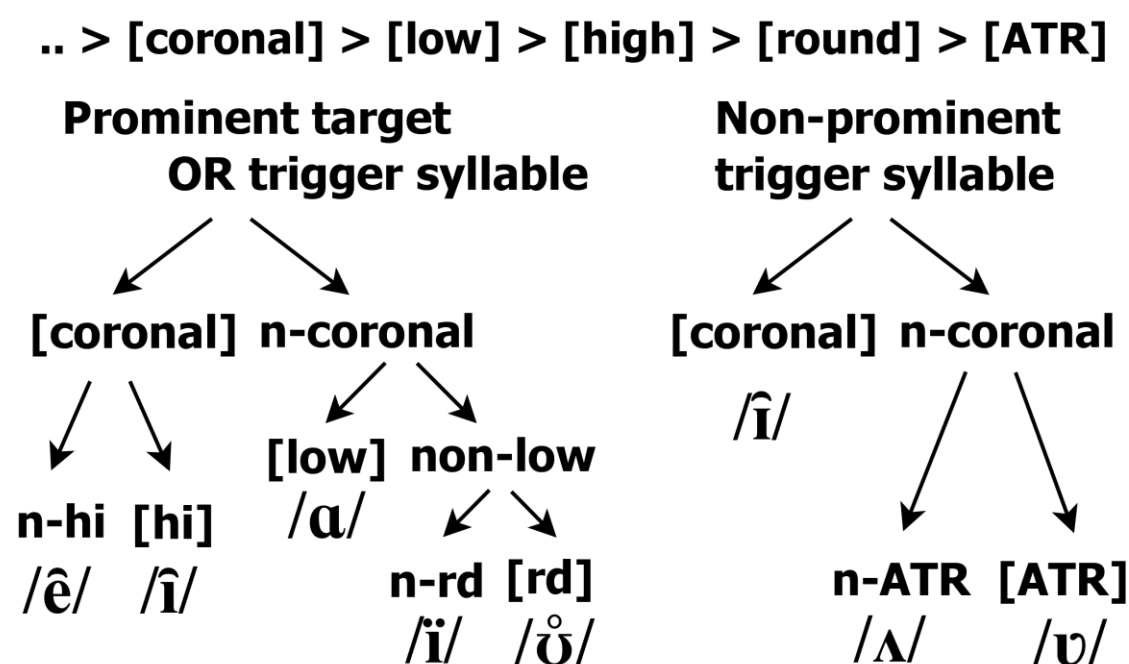 .. > [coronal] > [low] > [high] > [round] > [ATR]
Prominent target
OR trigger syllable
Non-prominent
trigger syllable
[coronal] n-coronal
[coronal] n-coronal
[low] non-low
/ɪ̑/
n-hi [hi]
/ɑ/
/ȇ/ /ȋ/
n-rd [rd]
/ï/ /ʊ̊/
n-ATR [ATR]
/ʌ/ /ʋ/